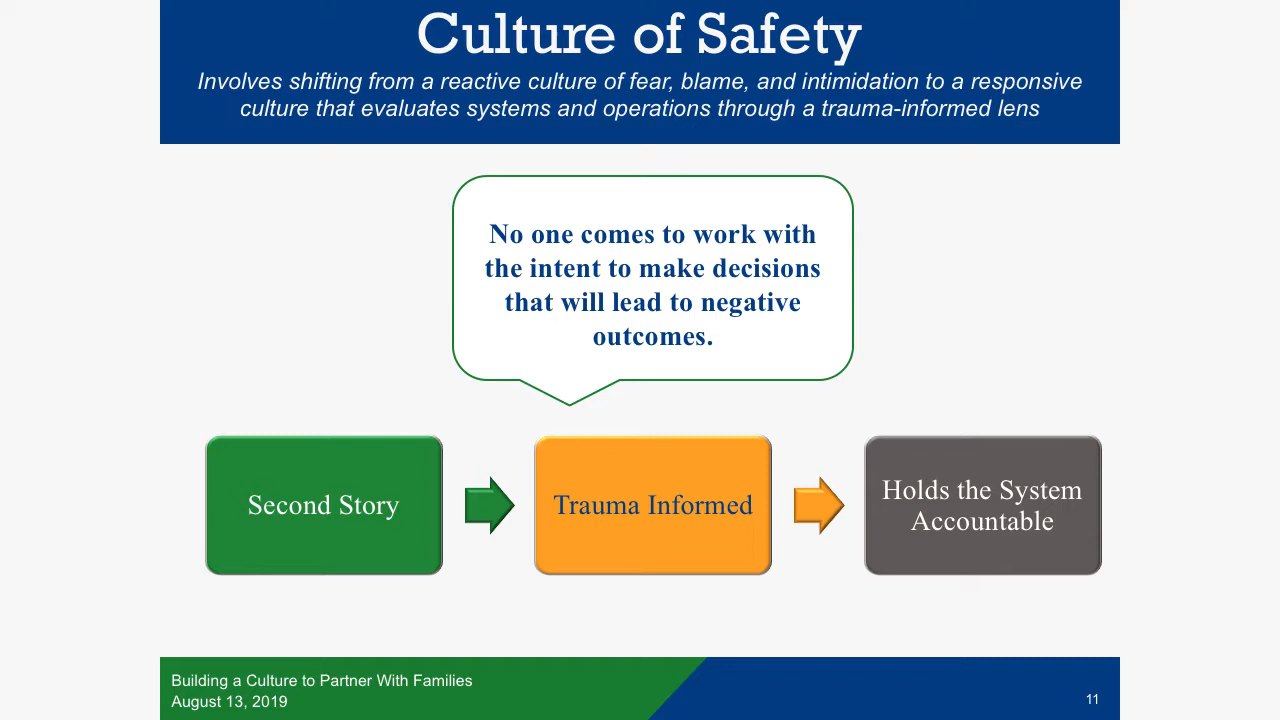 Culture of Safety
Involves shifting from a reactive culture of fear, blame, and intimidation to a responsive
culture that evaluates systems and operations through a trauma-informed lens
No one comes to work with
the intent to make decisions
that will lead to negative
outcomes.
Second Story
Trauma Informed
Holds the System
Accountable
Building a Culture to Partner With Families
August 13, 2019
11